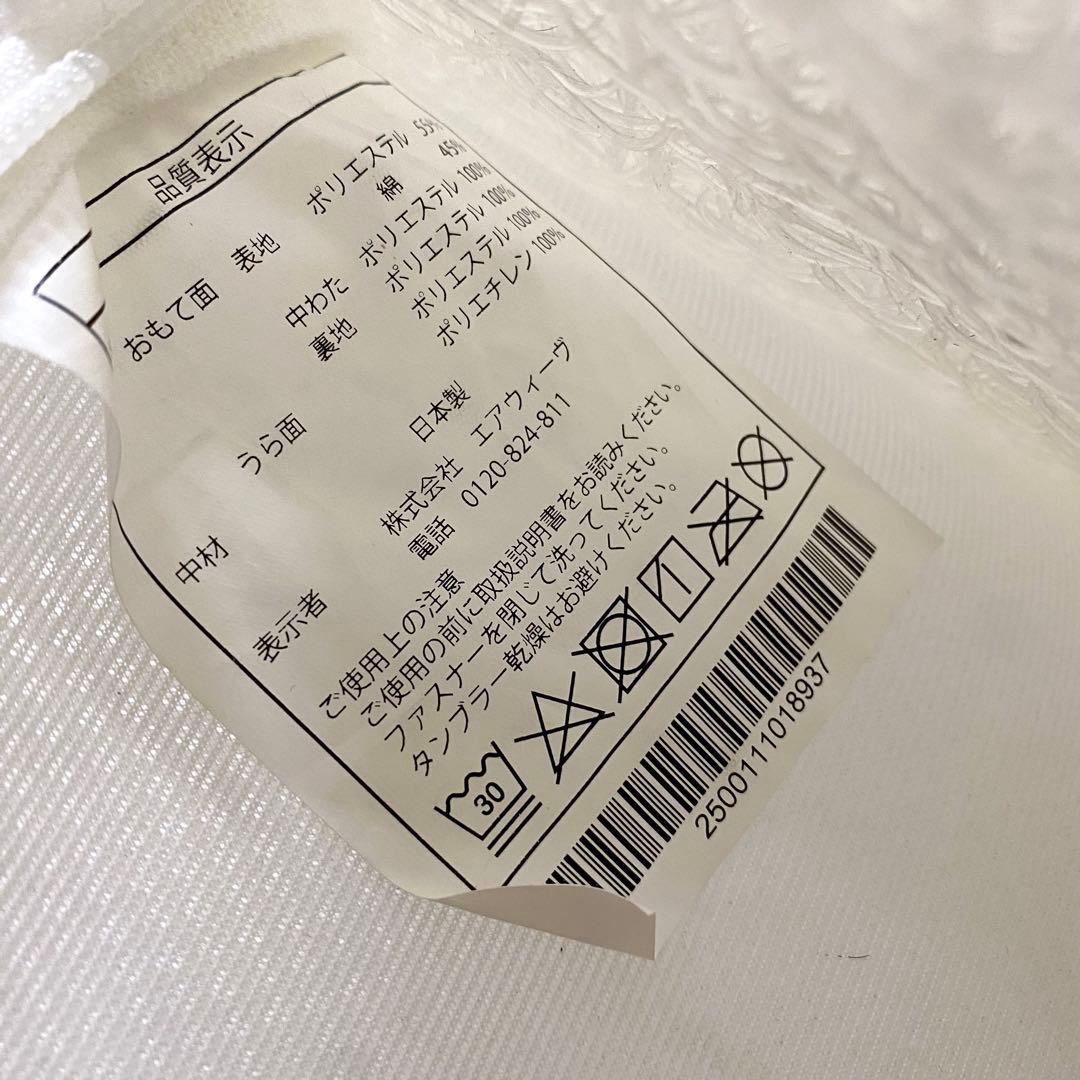 品質表示
おもて面 表地 ポリエステル 55%
綿 45%
中わた ポリエステル 100%
裏地 ポリエステル 100%
うら面 ポリエステル 100%
中材 ポリエチレン 100%
日本製
表示者 株式会社 エアウィーヴ
電話 0120-824-811
ご使用上の注意
ご使用の前に取扱説明書をお読みください。
ファスナーを閉じて洗ってください。
タンブラー乾燥はお避けください。
30
2500111018937